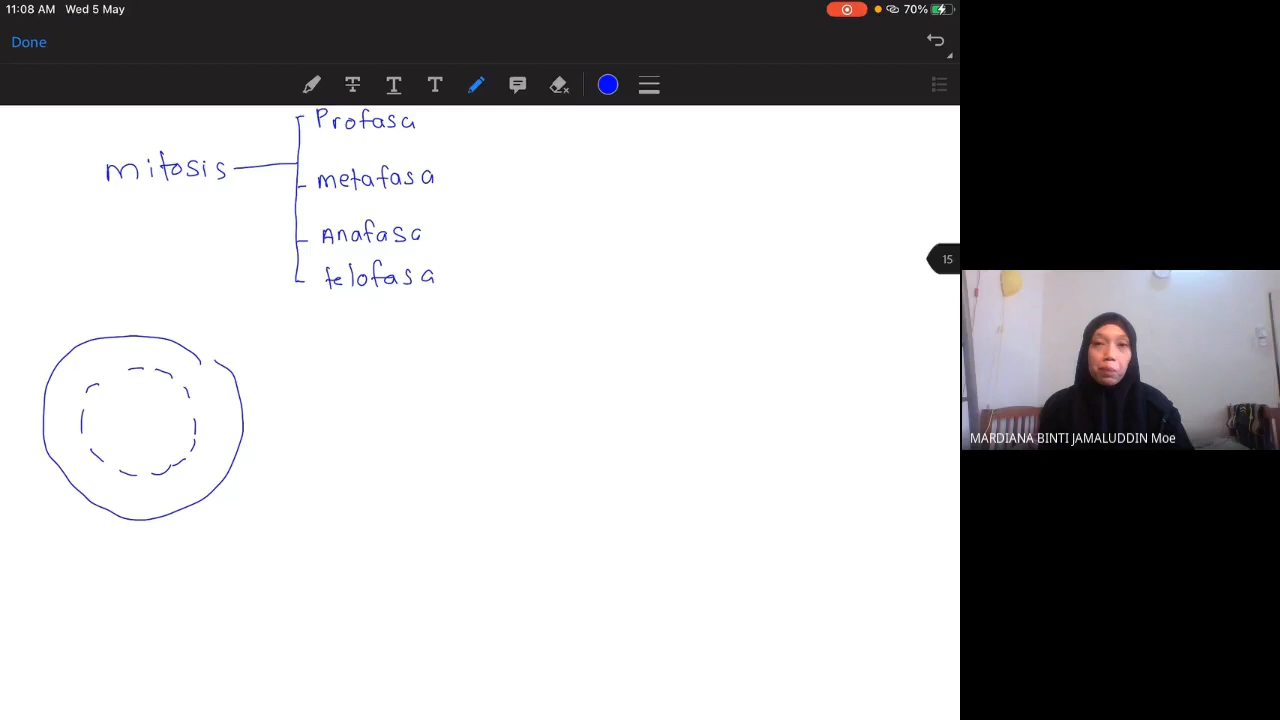 11:08 AM Wed 5 May
70%
Done
T T T
Profasa
mitosis
metafasa
Anafasa
telofasa
15
MARDIANA BINTI JAMALUDDIN Moe